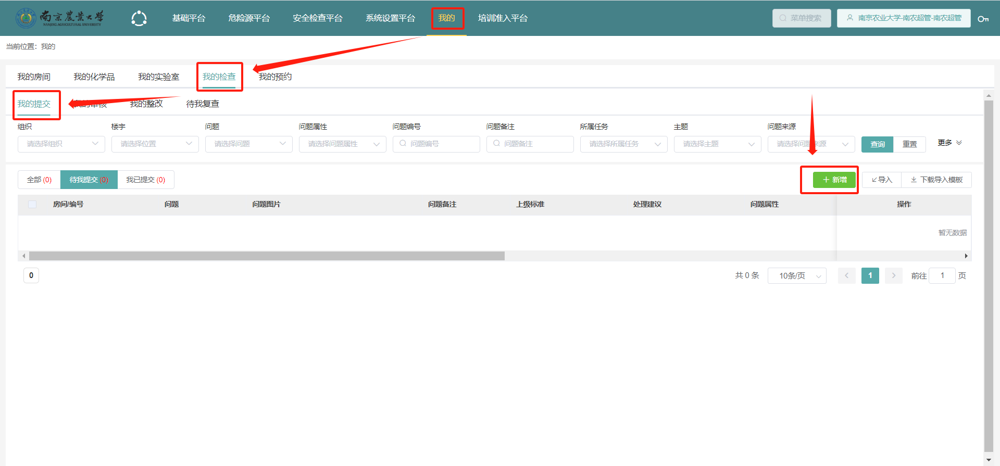 南京農業大学
NANJING AGRICULTURAL UNIVERSITY
基础平台 危险源平台 安全检查平台 系统设置平台 我的 培训准入平台
菜单搜索 南京农业大学-南农超管-南农超管
当前位置：我的
我的房间 我的化学品 我的实验室 我的检查 我的预约
我的提交 我的审核 我的整改 待我复查
组织 楼宇 问题 问题属性 问题编号 问题备注 所属任务 主题 问题来源
请选择组织 请选择位置 请选择问题 请选择问题属性 问题编号 问题备注 请选择所属任务 请选择主题 请选择问题来源 查询 重置 更多
全部 (0) 待我提交 (0) 我已提交 (0) 新增 导入 下载导入模板
房间/编号 问题 问题图片 问题备注 上级标准 处理建议 问题属性 操作
暂无数据
0 共 0 条 10条/页 1 前往 1 页